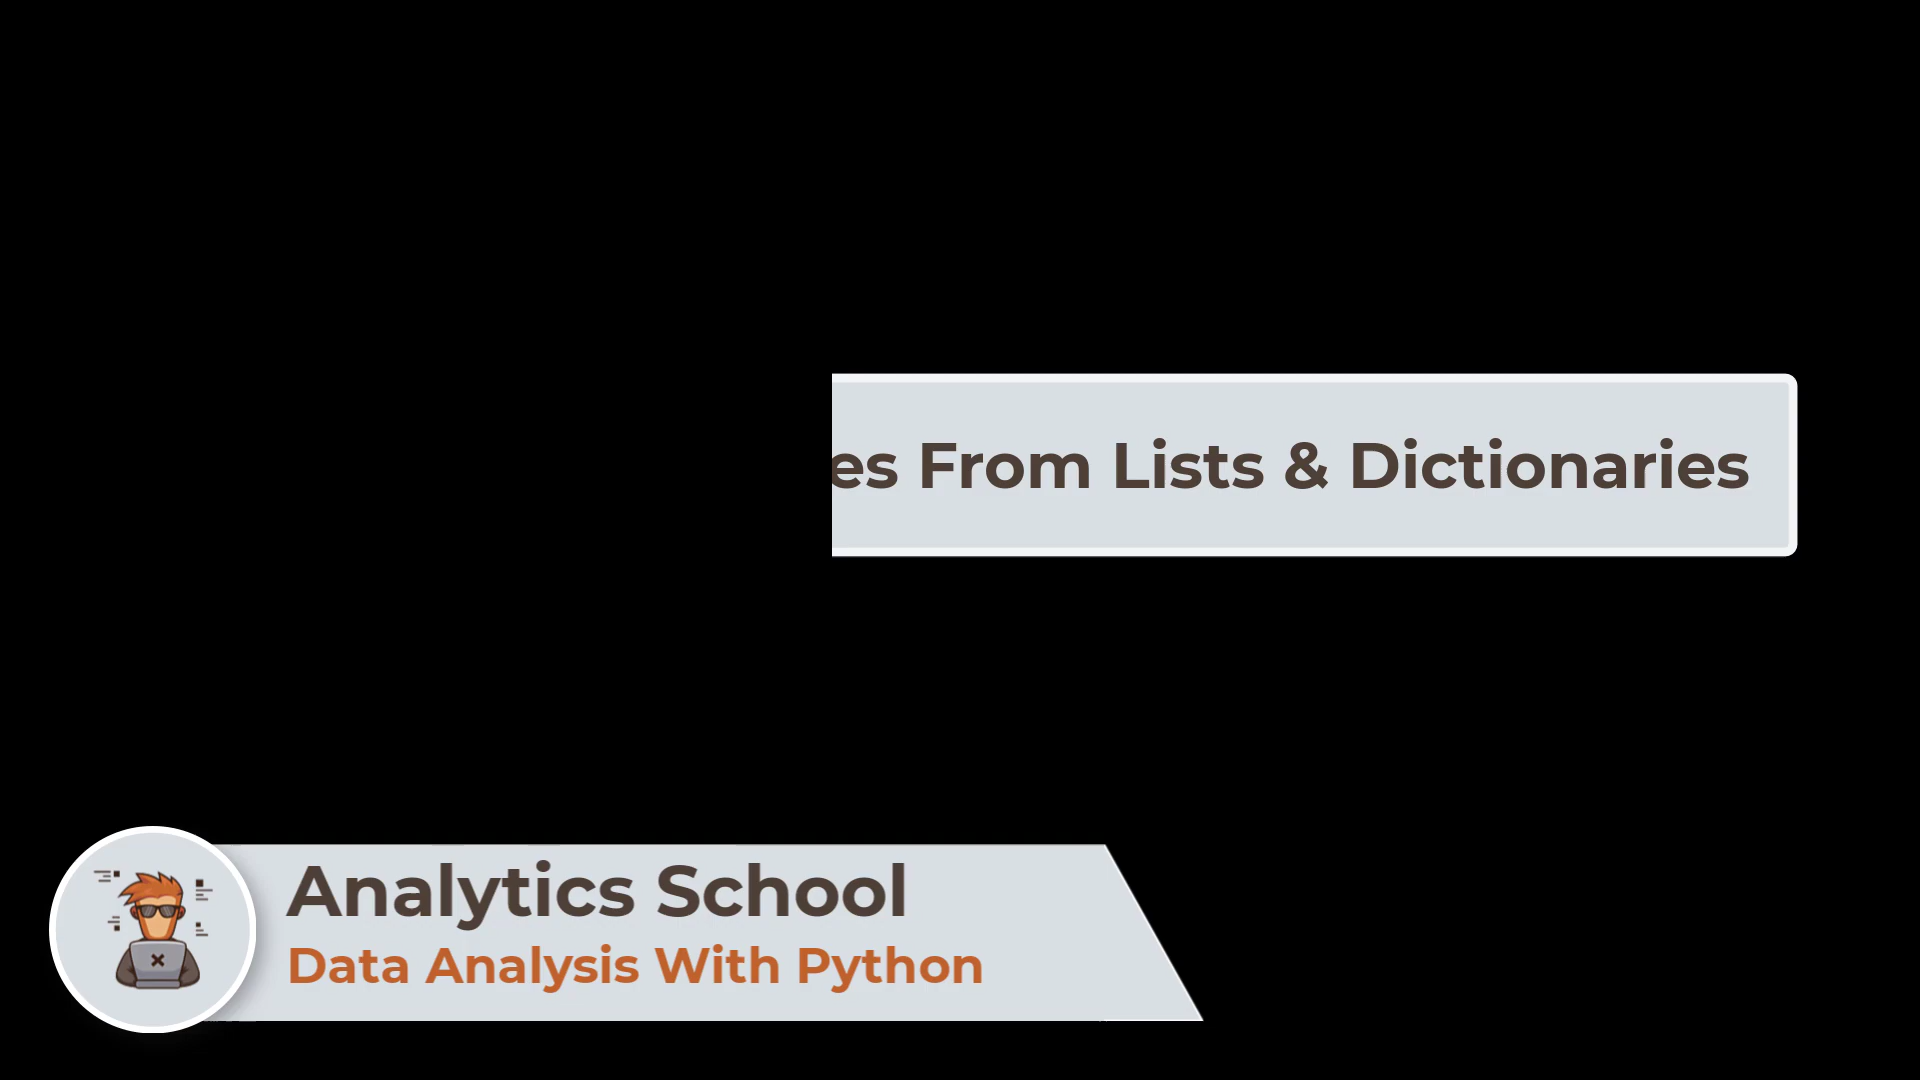 es From Lists & Dictionaries
Analytics School
Data Analysis With Python